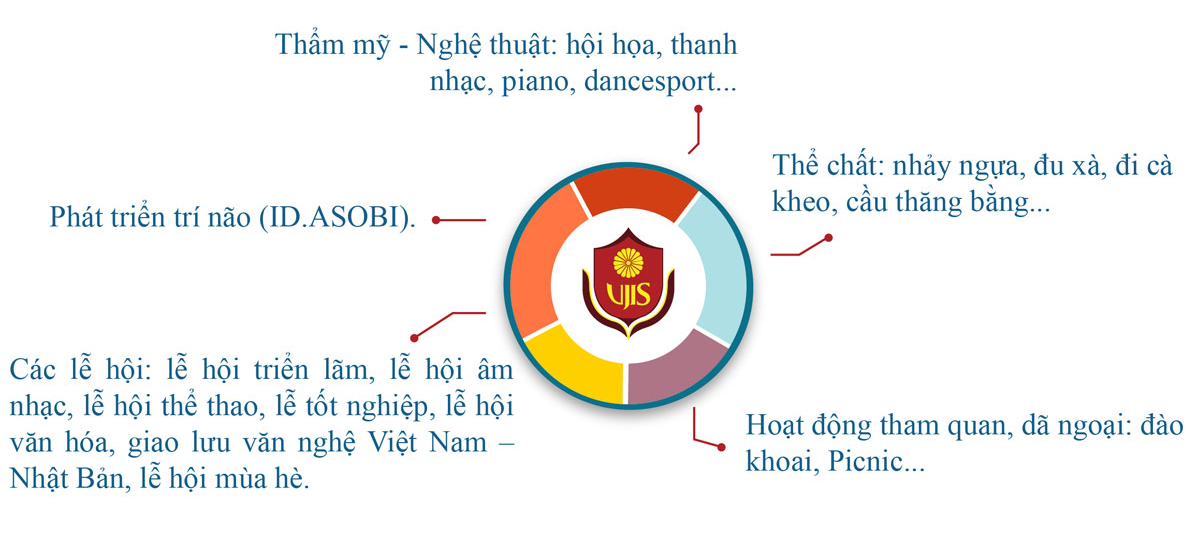 Thẩm mỹ - Nghệ thuật: hội họa, thanh
nhạc, piano, dancesport...
Thể chất: nhảy ngựa, đu xà, đi cà
kheo, cầu thăng bằng...
Phát triển trí não (ID.ASOBI).
UJIS
Các lễ hội: lễ hội triển lãm, lễ hội âm
nhạc, lễ hội thể thao, lễ tốt nghiệp, lễ hội
văn hóa, giao lưu văn nghệ Việt Nam –
Nhật Bản, lễ hội mùa hè.
Hoạt động tham quan, dã ngoại: đào
khoai, Picnic...